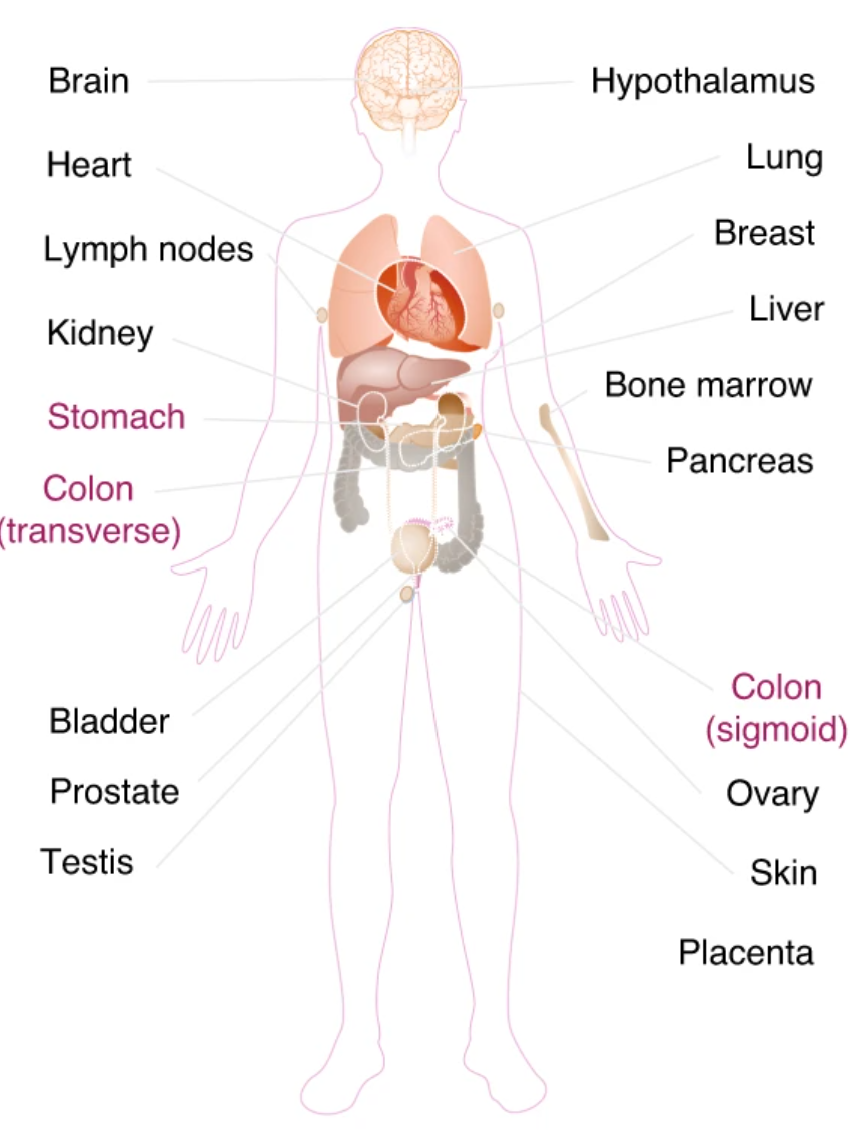 Brain
Heart
Lymph nodes
Kidney
Stomach
Colon
(transverse)
Bladder
Prostate
Testis
Hypothalamus
Lung
Breast
Liver
Bone marrow
Pancreas
Colon
(sigmoid)
Ovary
Skin
Placenta